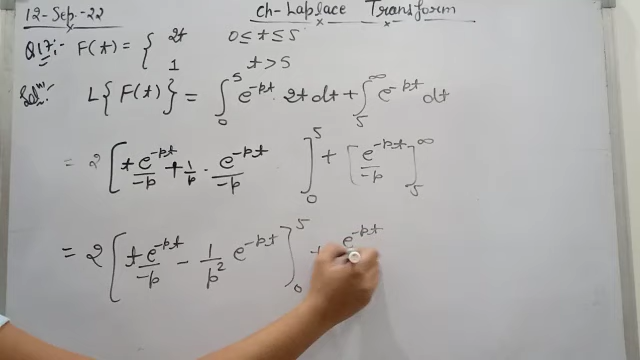 12-Sep.-22 ch-Laplace Transform
Q17:- F(t) = { 2t 0 ≤ t ≤ 5
1 t > 5
Solⁿ:- L{F(t)} = ∫₀⁵ e^{-pt} · 2t dt + ∫₅^∞ e^{-pt} dt
= 2 [ t e^{-pt}/-p + 1/p · e^{-pt}/-p ]₀⁵ + [ e^{-pt}/-p ]₅^∞
= 2 [ t e^{-pt}/-p - 1/p² e^{-pt} ]₀⁵ + e^{-pt}